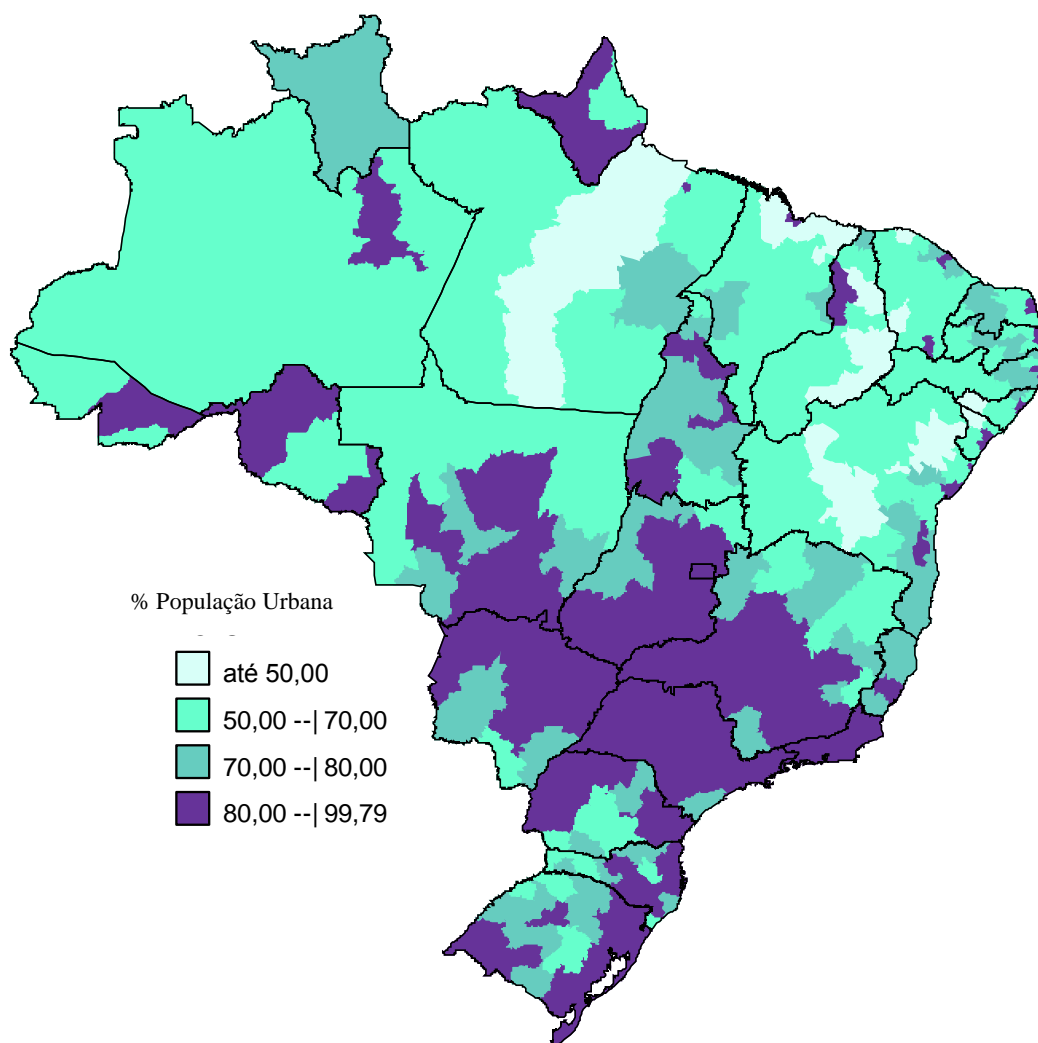 % População Urbana
até 50,00
50,00 --| 70,00
70,00 --| 80,00
80,00 --| 99,79